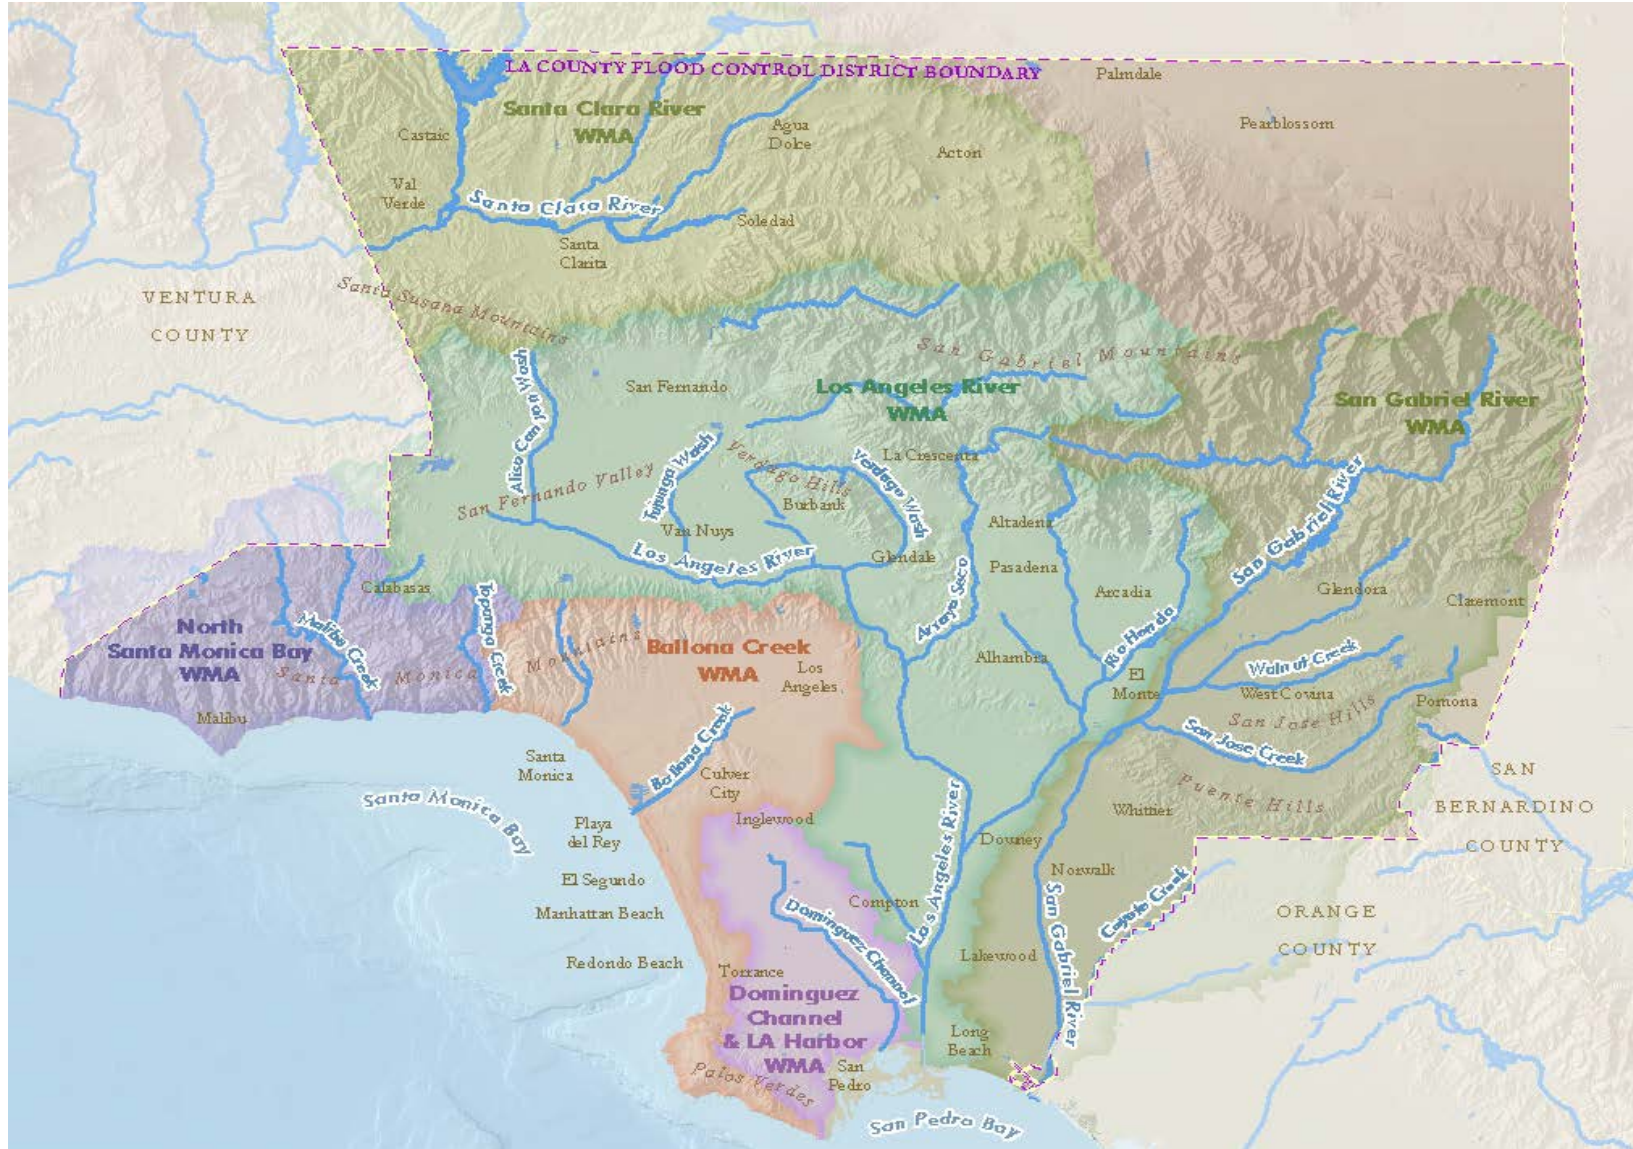 LA COUNTY FLOOD CONTROL DISTRICT BOUNDARY
Palmdale
Santa Clara River
WMA
Castaic
Agua
Dolce
Pearblossom
Acton
Val
Verde
Santa Clara River
Soledad
Santa
Clarita
VENTURA
COUNTY
Santa Susana Mountains
San Gabriel Mountains
Aliso Canyon Wash
San Fernando
Los Angeles River
WMA
San Gabriel River
WMA
La Crescenta
Tujunga Wash
Verdugo Hills
Verdugo Wash
San Fernando Valley
Burbank
San Gabriel River
Van Nuys
Altadena
Los Angeles River
Glendale
Pasadena
Arroyo Seco
Arcadia
Glendora
Claremont
Calabasas
Topanga Creek
North
Santa Monica Bay
WMA
Malibu Creek
Santa Monica Mountains
Ballona Creek
WMA
Los
Angeles
Alhambra
Rio Hondo
El
Monte
Walnut Creek
West Covina
San Jose Hills
Pomona
Malibu
San Jose Creek
Santa
Monica
Ballona Creek
Culver
City
Santa Monica Bay
Puente Hills
SAN
BERNARDINO
COUNTY
Whittier
Inglewood
Playa
del Rey
Downey
Los Angeles River
El Segundo
Norwalk
Compton
Manhattan Beach
Dominguez Channel
San Gabriel River
Coyote Creek
ORANGE
COUNTY
Redondo Beach
Torrance
Lakewood
Dominguez
Channel
& LA Harbor
WMA
Long
Beach
San
Pedro
Palos Verdes
San Pedro Bay